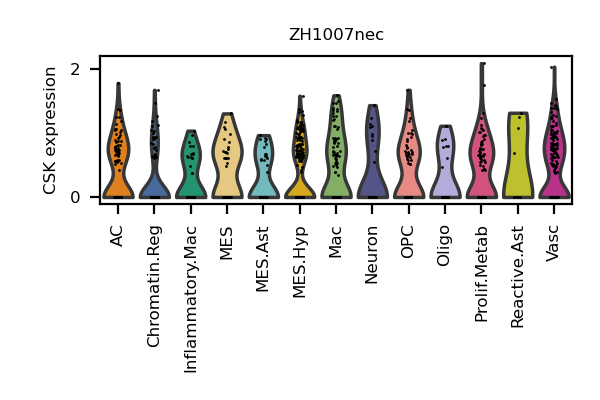 ZH1007nec
CSK expression
2
0
AC
Chromatin.Reg
Inflammatory.Mac
MES
MES.Ast
MES.Hyp
Mac
Neuron
OPC
Oligo
Prolif.Metab
Reactive.Ast
Vasc